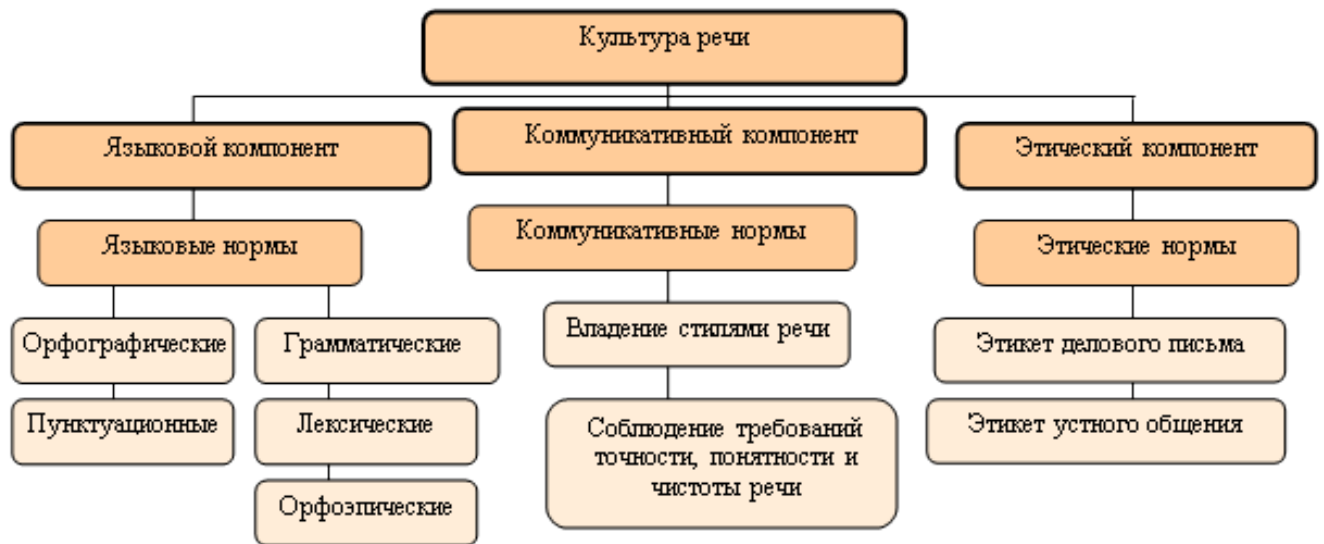 Культура речи
Языковой компонент
Коммуникативный компонент
Этический компонент
Языковые нормы
Коммуникативные нормы
Этические нормы
Орфографические
Грамматические
Владение стилями речи
Этикет делового письма
Пунктуационные
Лексические
Соблюдение требований
точности, понятности и
чистоты речи
Этикет устного общения
Орфоэпические